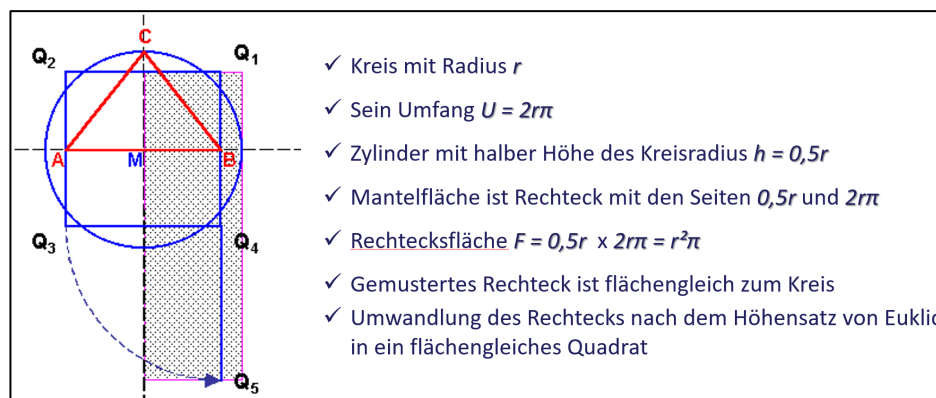 C
Q₂
Q₁
A
M
B
Q₃
Q₄
Q₅
✓ Kreis mit Radius r
✓ Sein Umfang U = 2rπ
✓ Zylinder mit halber Höhe des Kreisradius h = 0,5r
✓ Mantelfläche ist Rechteck mit den Seiten 0,5r und 2rπ
✓ Rechtecksfläche F = 0,5r x 2rπ = r²π
✓ Gemustertes Rechteck ist flächengleich zum Kreis
✓ Umwandlung des Rechtecks nach dem Höhensatz von Euklid
in ein flächengleiches Quadrat